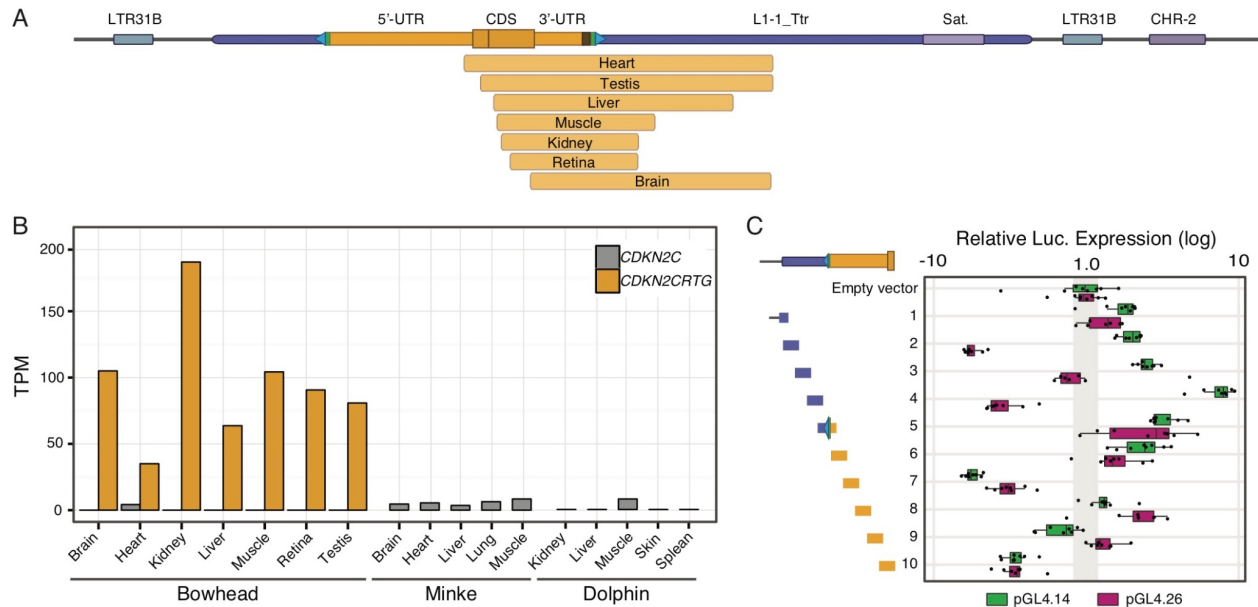 A
LTR31B 5'-UTR CDS 3'-UTR L1-1_Ttr Sat. LTR31B CHR-2
Heart
Testis
Liver
Muscle
Kidney
Retina
Brain
B
TPM
200
150
100
50
0
CDKN2C
CDKN2CRTG
Brain Heart Kidney Liver Muscle Retina Testis Brain Heart Liver Lung Muscle Kidney Liver Muscle Skin Splean
Bowhead Minke Dolphin
C
Relative Luc. Expression (log)
-10 1.0 10
Empty vector
1
2
3
4
5
6
7
8
9
10
pGL4.14 pGL4.26